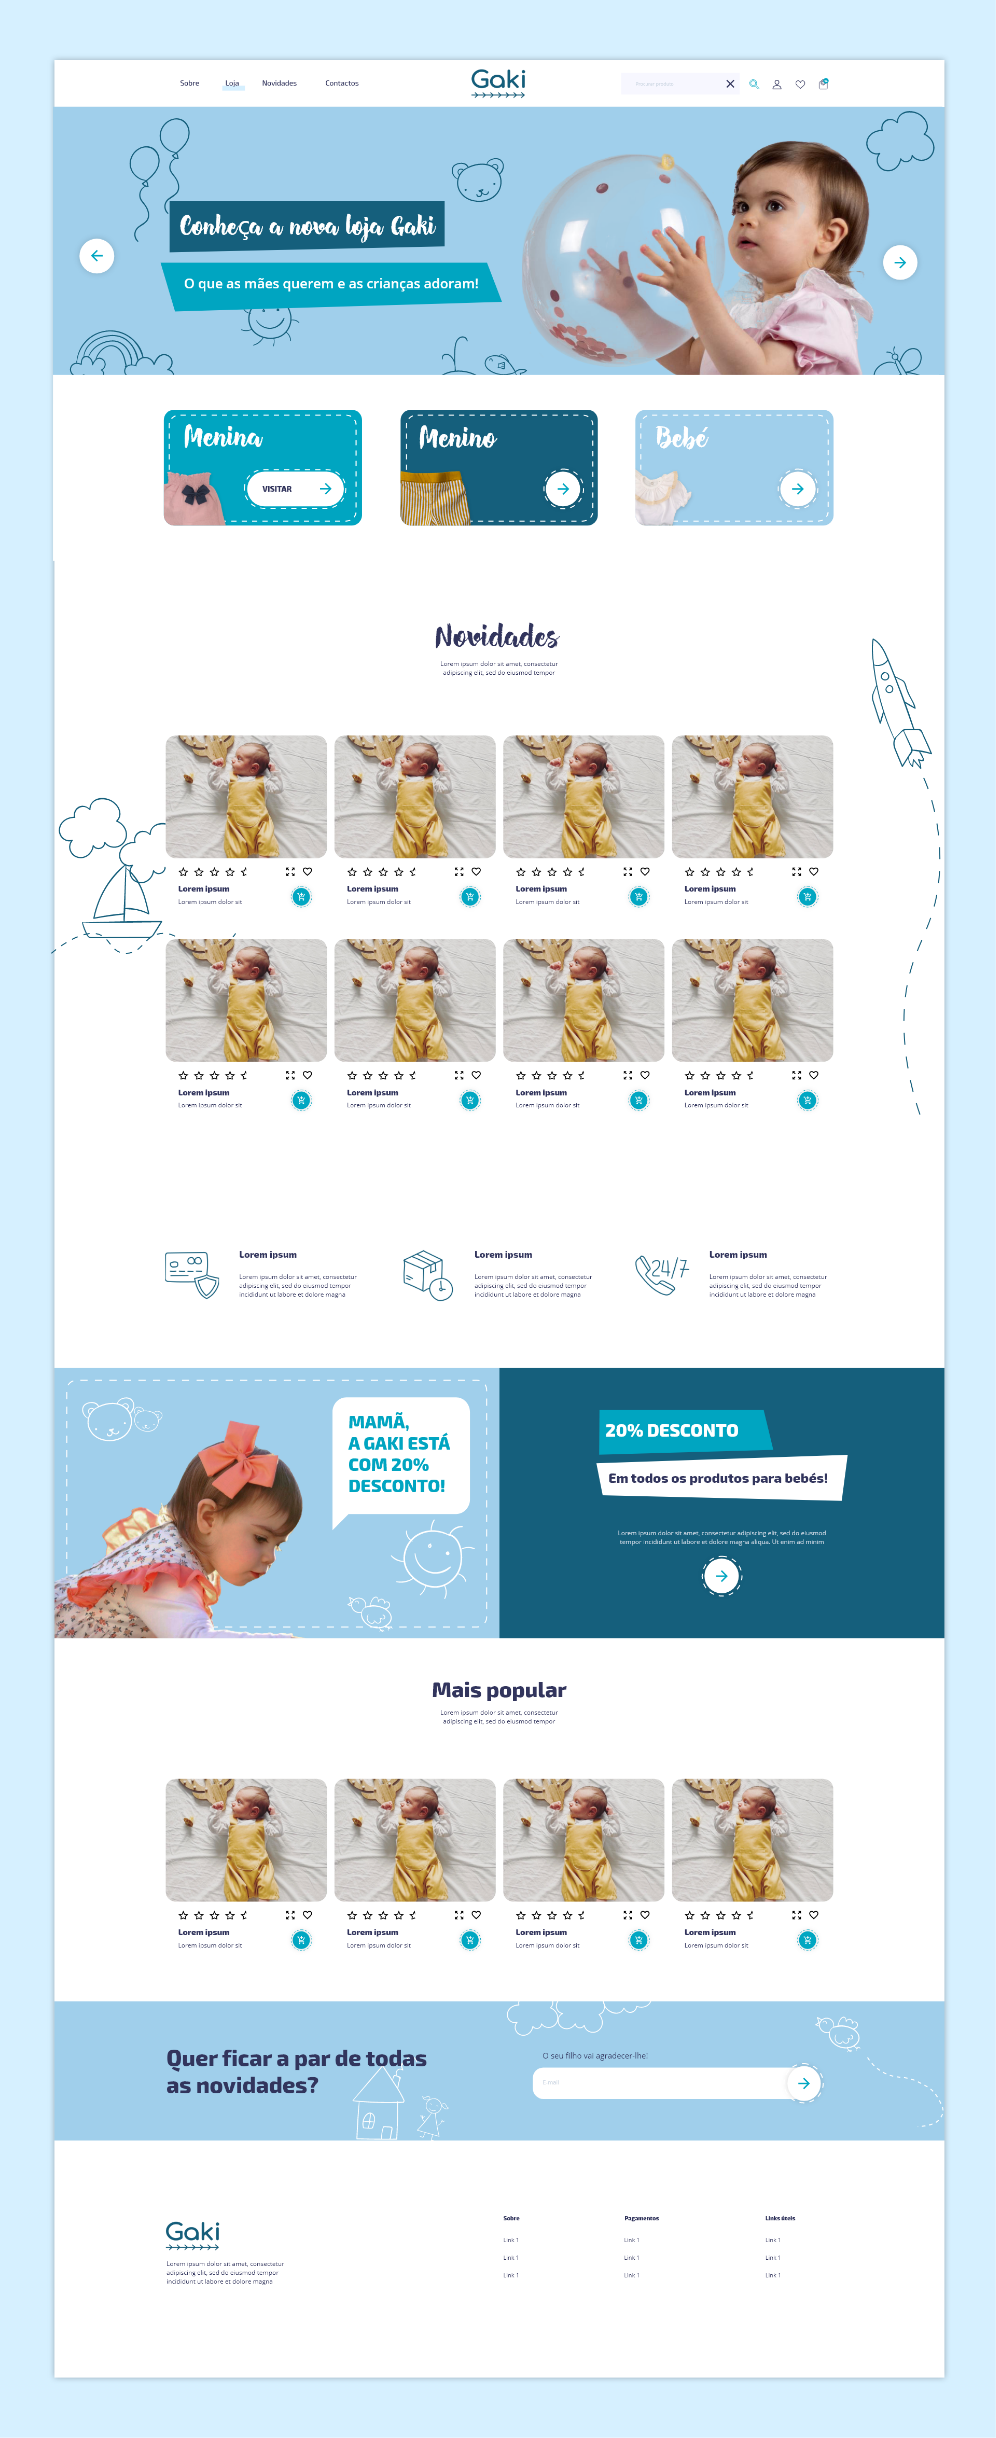 Sobre
Loja
Novidades
Contactos
Gaki
Conheça a nova loja Gaki
O que as mães querem e as crianças adoram!
Menina
VISITAR
Menino
Bebé
Novidades
Lorem ipsum dolor sit amet, consectetur
adipiscing elit, sed do eiusmod tempor
Lorem ipsum
Lorem ipsum dolor sit
Lorem ipsum
Lorem ipsum dolor sit
Lorem ipsum
Lorem ipsum dolor sit
Lorem ipsum
Lorem ipsum dolor sit
Lorem ipsum
Lorem ipsum dolor sit
Lorem ipsum
Lorem ipsum dolor sit
Lorem ipsum
Lorem ipsum dolor sit
Lorem ipsum
Lorem ipsum dolor sit
Lorem ipsum
Lorem ipsum dolor sit amet, consectetur
adipiscing elit, sed do eiusmod tempor
incididunt ut labore et dolore magna
Lorem ipsum
Lorem ipsum dolor sit amet, consectetur
adipiscing elit, sed do eiusmod tempor
incididunt ut labore et dolore magna
24/7
Lorem ipsum
Lorem ipsum dolor sit amet, consectetur
adipiscing elit, sed do eiusmod tempor
incididunt ut labore et dolore magna
MAMÃ,
A GAKI ESTÁ
COM 20%
DESCONTO!
20% DESCONTO
Em todos os produtos para bebés!
Lorem ipsum dolor sit amet, consectetur adipiscing elit, sed do eiusmod
tempor incididunt ut labore et dolore magna aliqua. Ut enim ad minim
Mais popular
Lorem ipsum dolor sit amet, consectetur
adipiscing elit, sed do eiusmod tempor
Lorem ipsum
Lorem ipsum dolor sit
Lorem ipsum
Lorem ipsum dolor sit
Lorem ipsum
Lorem ipsum dolor sit
Lorem ipsum
Lorem ipsum dolor sit
Quer ficar a par de todas
as novidades?
O seu filho vai agradecer-lhe!
E-mail
Gaki
Lorem ipsum dolor sit amet, consectetur
adipiscing elit, sed do eiusmod tempor
incididunt ut labore et dolore magna
Sobre
Link 1
Link 1
Link 1
Pagamentos
Link 1
Link 1
Link 1
Links úteis
Link 1
Link 1
Link 1